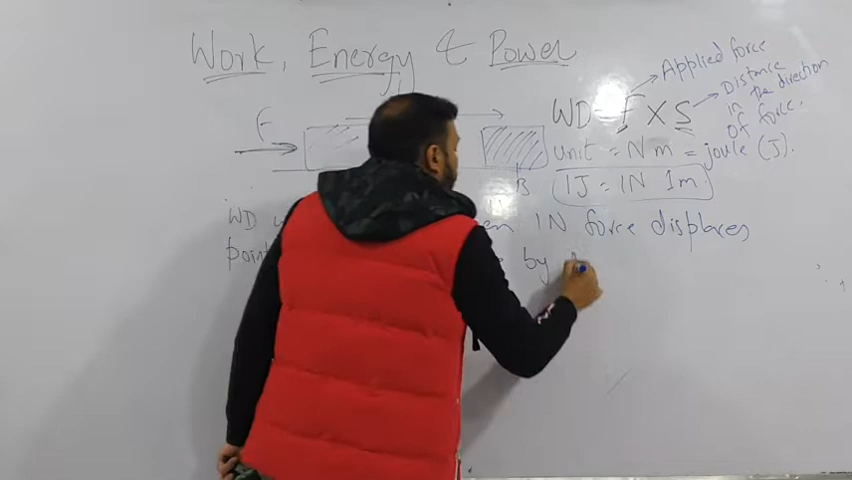 Work, Energy & Power
F
WD = F X S
Applied force
Distance
in the direction
of force.
unit = N m = joule (J).
1J = 1N 1m
B
WD
1N force displaces
by